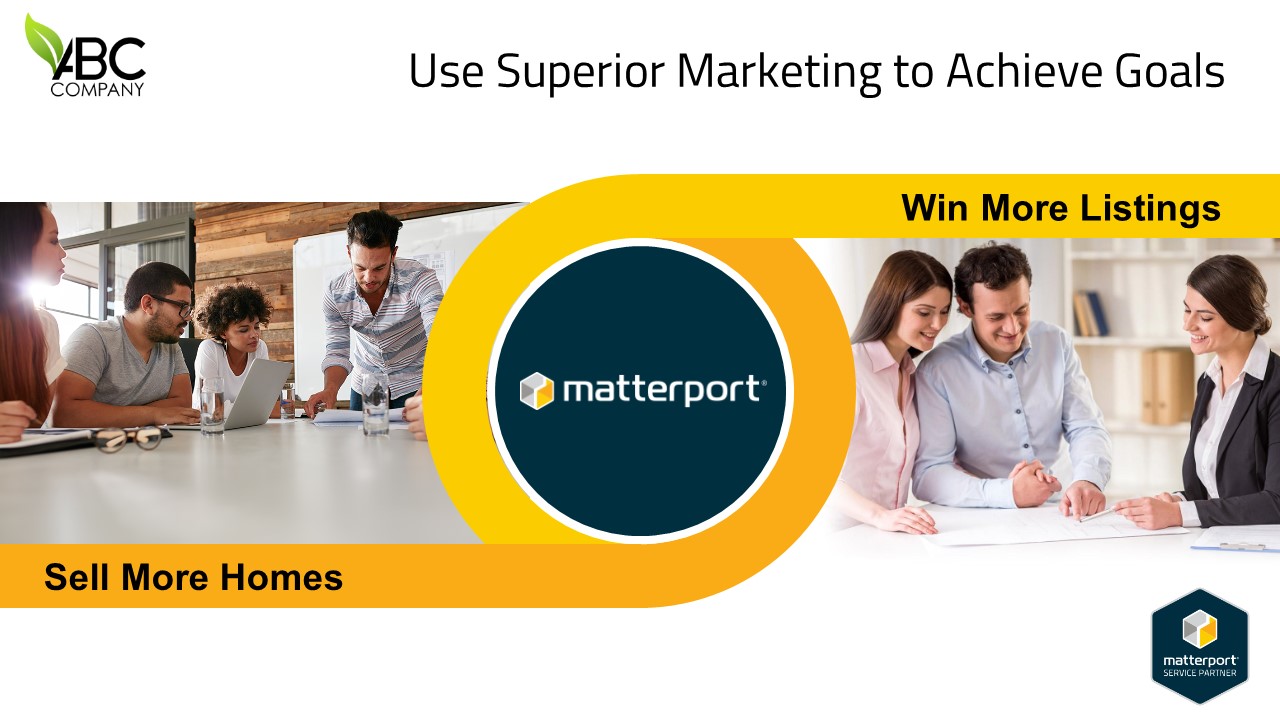 ABC
COMPANY
Use Superior Marketing to Achieve Goals
Win More Listings
matterport®
Sell More Homes
matterport®
SERVICE PARTNER